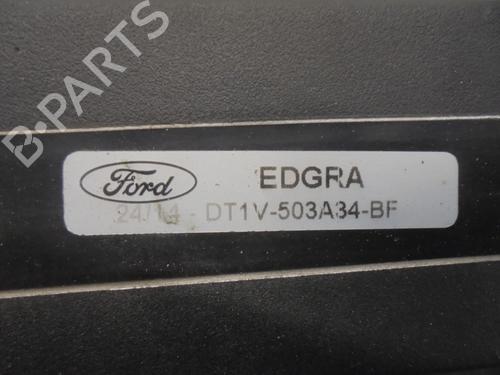 B-PARTS
Ford
EDGRA
24/14 DT1V-503A34-BF